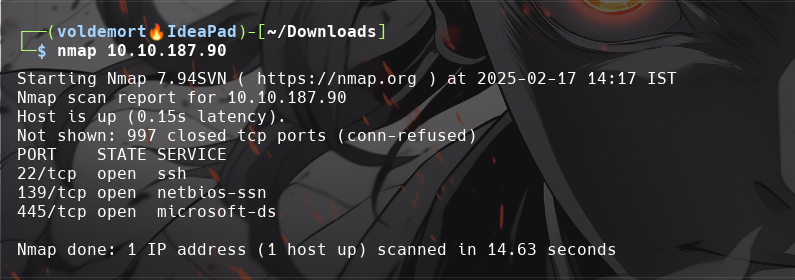 ┌──(voldemort🔥IdeaPad)-[~/Downloads]
└─$ nmap 10.10.187.90
Starting Nmap 7.94SVN ( https://nmap.org ) at 2025-02-17 14:17 IST
Nmap scan report for 10.10.187.90
Host is up (0.15s latency).
Not shown: 997 closed tcp ports (conn-refused)
PORT    STATE SERVICE
22/tcp  open  ssh
139/tcp open  netbios-ssn
445/tcp open  microsoft-ds
Nmap done: 1 IP address (1 host up) scanned in 14.63 seconds